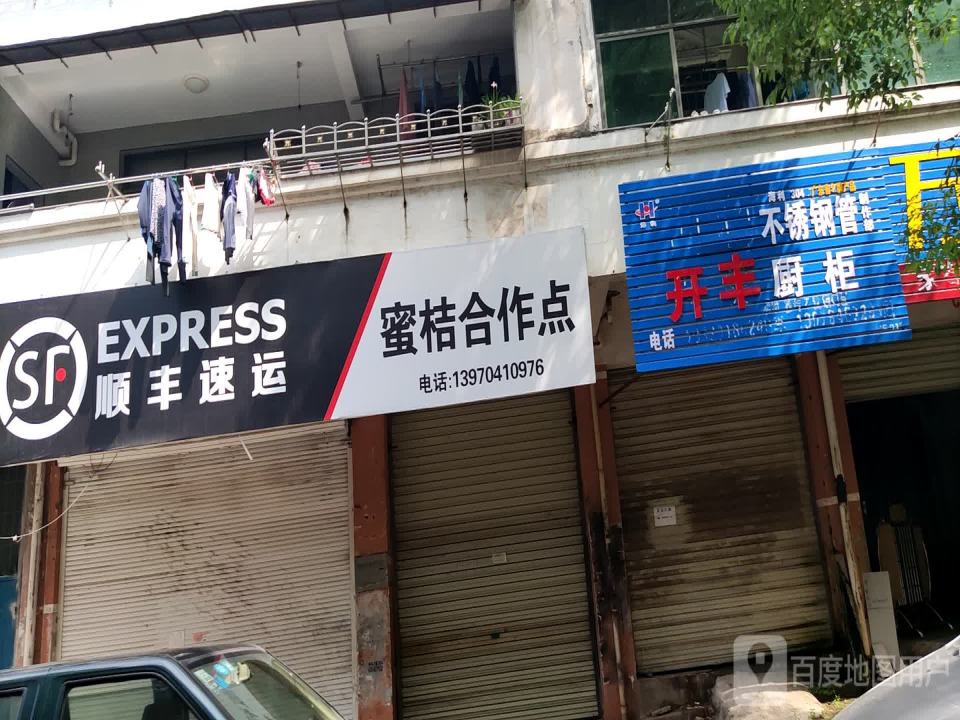 SF
EXPRESS
顺丰速运
蜜桔合作点
电话:13970410976
304
不锈钢管
开丰厨柜
电话
百度地图用户